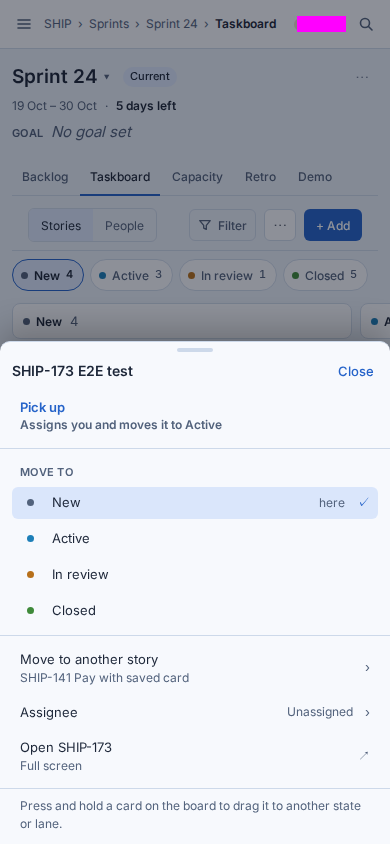 SHIP › Sprints › Sprint 24 › Taskboard
Sprint 24 ▾ Current ...
19 Oct – 30 Oct · 5 days left
GOAL No goal set
Backlog Taskboard Capacity Retro Demo
Stories People Filter ... + Add
New 4 Active 3 In review 1 Closed 5
New 4
SHIP-173 E2E test Close
Pick up
Assigns you and moves it to Active
MOVE TO
New here ✓
Active
In review
Closed
Move to another story ›
SHIP-141 Pay with saved card
Assignee Unassigned ›
Open SHIP-173 ↗
Full screen
Press and hold a card on the board to drag it to another state
or lane.